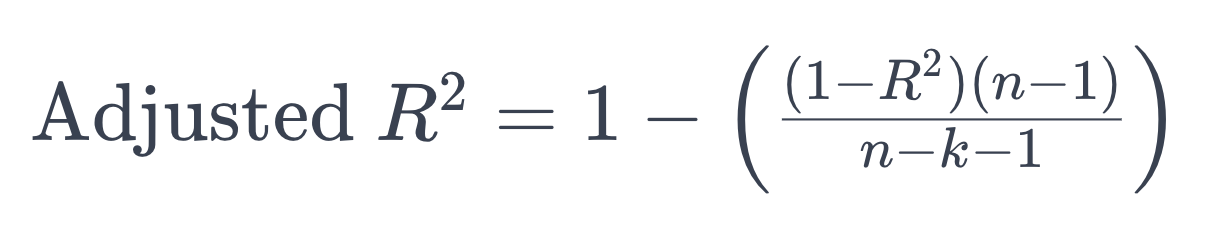 Adjusted R² = 1 − ( (1−R²)(n−1) / n−k−1 )